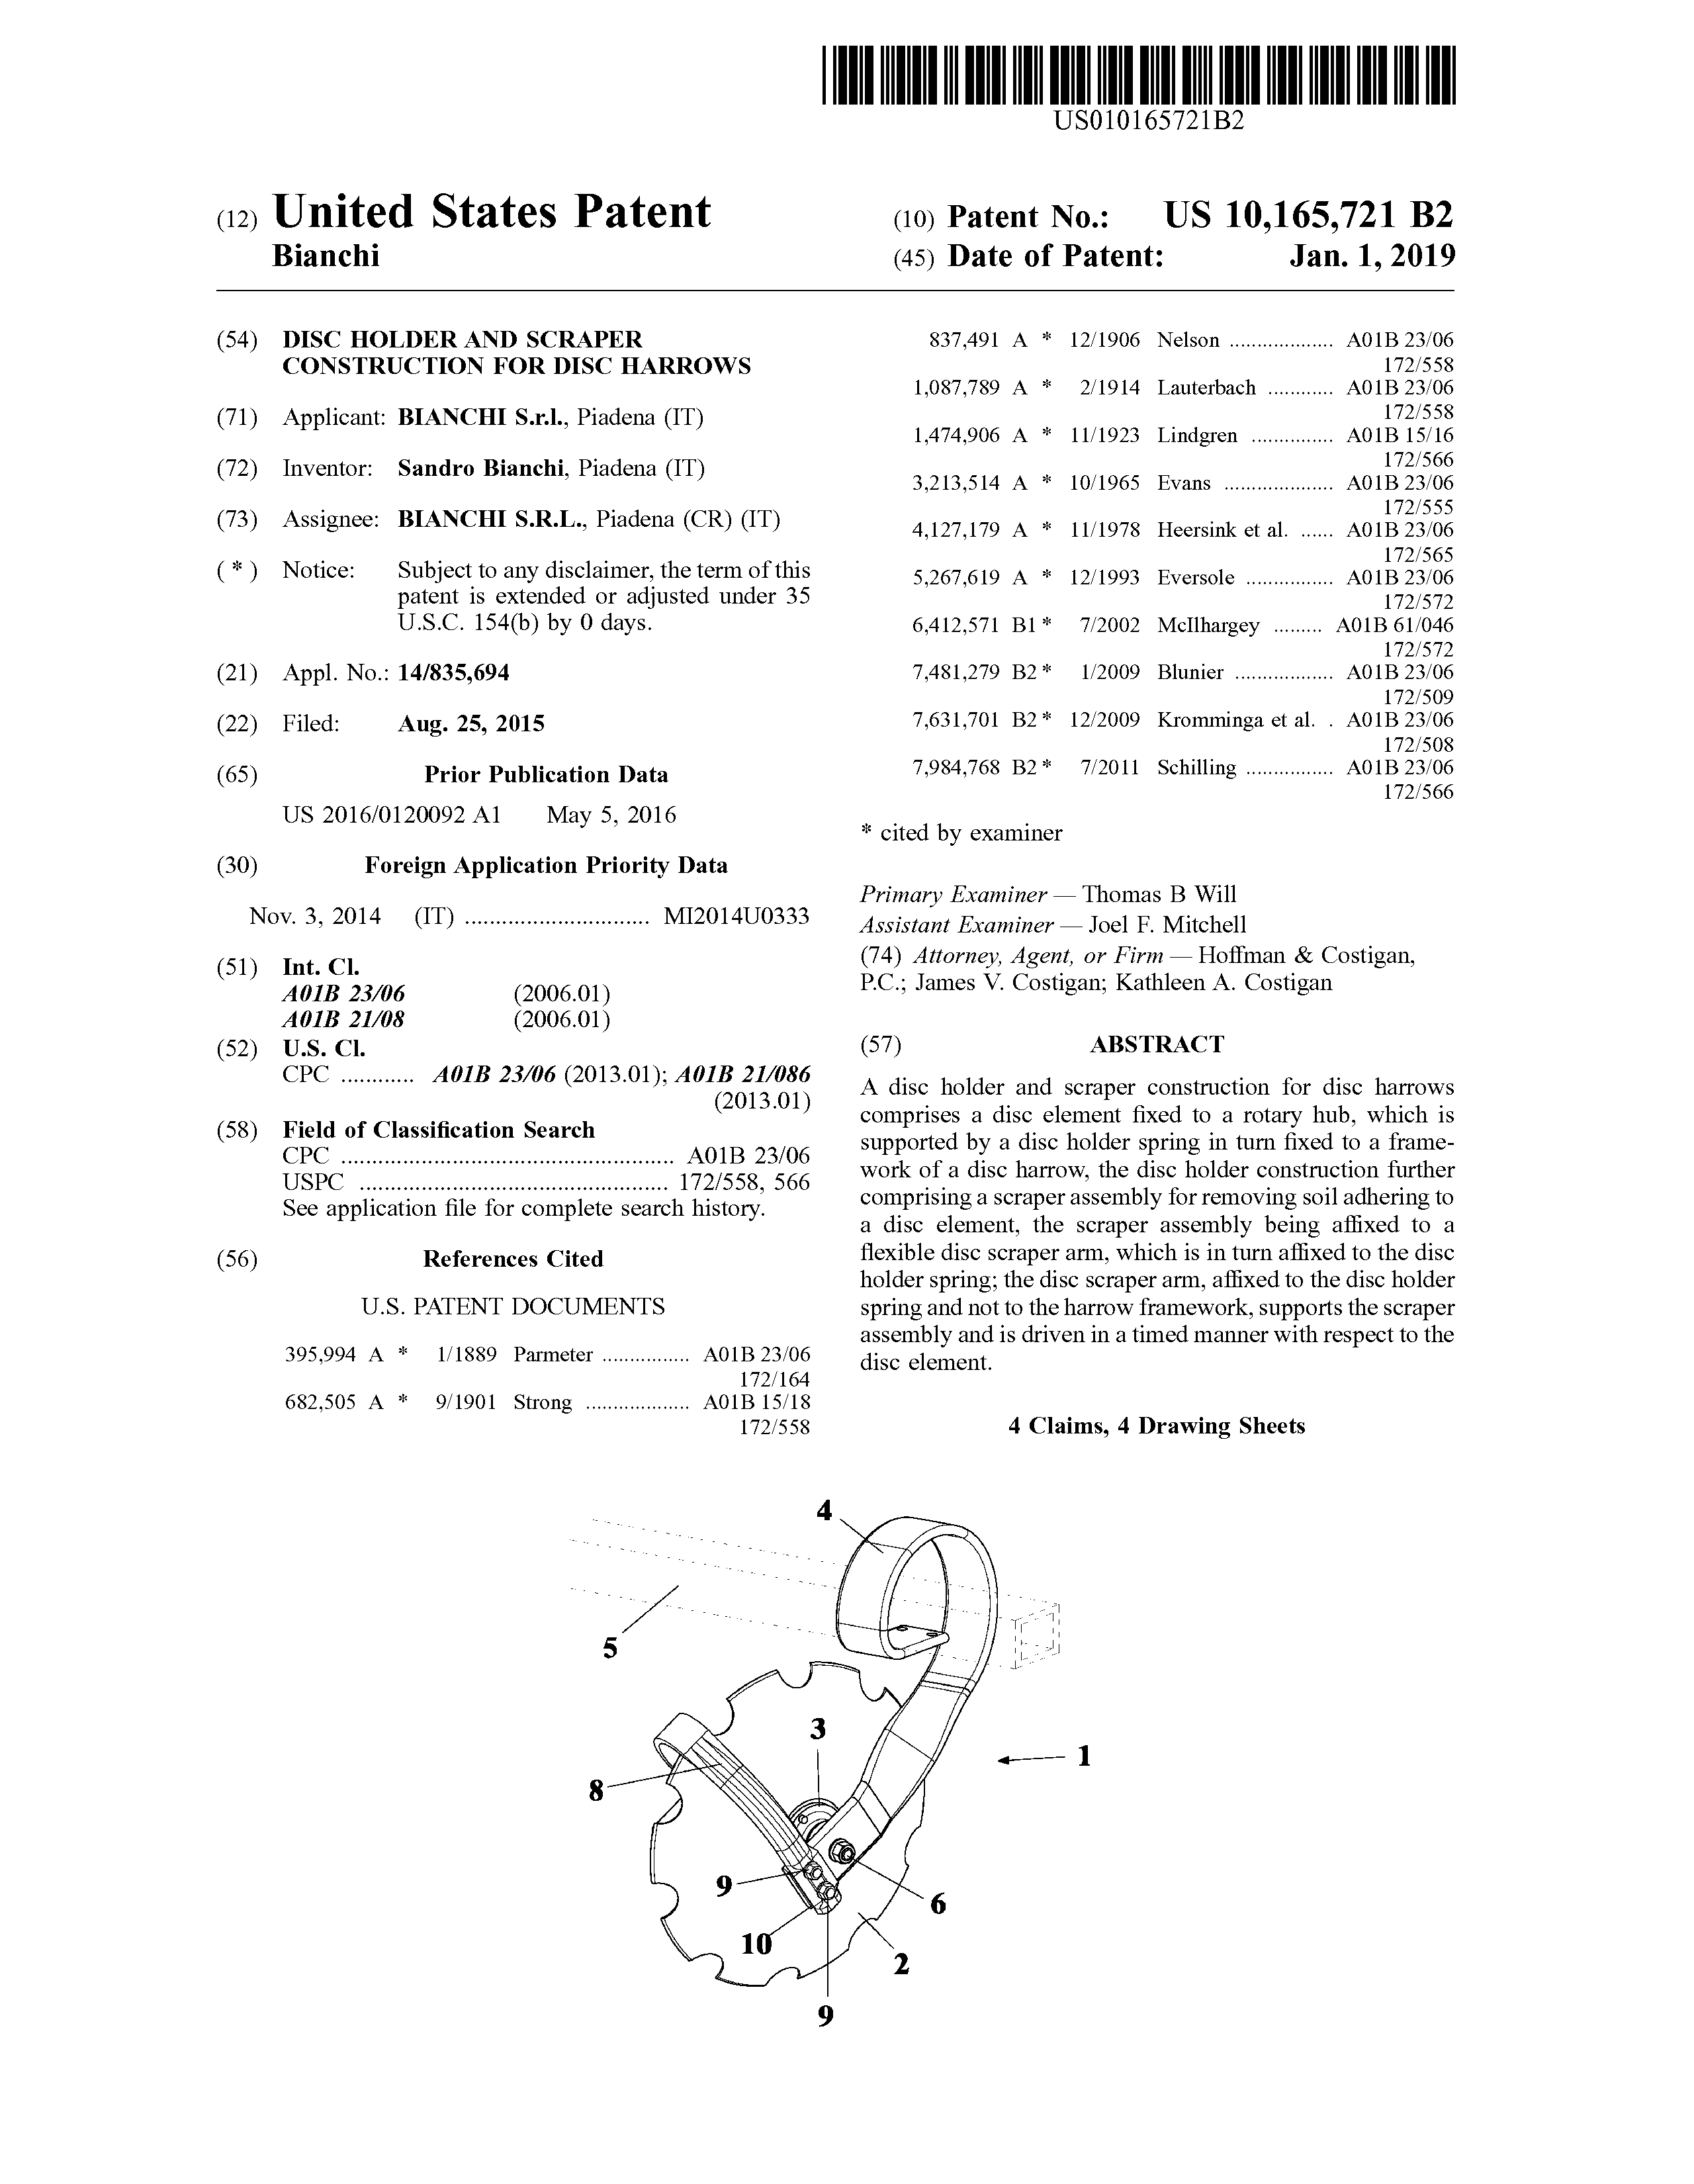 US010165721B2
(12) United States Patent
Bianchi
(10) Patent No.: US 10,165,721 B2
(45) Date of Patent: Jan. 1, 2019
(54) DISC HOLDER AND SCRAPER
CONSTRUCTION FOR DISC HARROWS
(71) Applicant: BIANCHI S.r.l., Piadena (IT)
(72) Inventor: Sandro Bianchi, Piadena (IT)
(73) Assignee: BIANCHI S.R.L., Piadena (CR) (IT)
( * ) Notice: Subject to any disclaimer, the term of this
patent is extended or adjusted under 35
U.S.C. 154(b) by 0 days.
(21) Appl. No.: 14/835,694
(22) Filed: Aug. 25, 2015
(65) Prior Publication Data
US 2016/0120092 A1 May 5, 2016
(30) Foreign Application Priority Data
Nov. 3, 2014 (IT) .............................. MI2014U0333
(51) Int. Cl.
A01B 23/06 (2006.01)
A01B 21/08 (2006.01)
(52) U.S. Cl.
CPC ............ A01B 23/06 (2013.01); A01B 21/086
(2013.01)
(58) Field of Classification Search
CPC ...................................................... A01B 23/06
USPC .................................................. 172/558, 566
See application file for complete search history.
(56) References Cited
U.S. PATENT DOCUMENTS
395,994 A * 1/1889 Parmeter ................ A01B 23/06
172/164
682,505 A * 9/1901 Strong ................... A01B 15/18
172/558
837,491 A * 12/1906 Nelson ................... A01B 23/06
172/558
1,087,789 A * 2/1914 Lauterbach ............ A01B 23/06
172/558
1,474,906 A * 11/1923 Lindgren ............... A01B 15/16
172/566
3,213,514 A * 10/1965 Evans .................... A01B 23/06
172/555
4,127,179 A * 11/1978 Heersink et al. ...... A01B 23/06
172/565
5,267,619 A * 12/1993 Eversole ................ A01B 23/06
172/572
6,412,571 B1 * 7/2002 McIlhargey ......... A01B 61/046
172/572
7,481,279 B2 * 1/2009 Blunier .................. A01B 23/06
172/509
7,631,701 B2 * 12/2009 Kromminga et al. . A01B 23/06
172/508
7,984,768 B2 * 7/2011 Schilling ................ A01B 23/06
172/566
* cited by examiner
Primary Examiner — Thomas B Will
Assistant Examiner — Joel F. Mitchell
(74) Attorney, Agent, or Firm — Hoffman & Costigan,
P.C.; James V. Costigan; Kathleen A. Costigan
(57) ABSTRACT
A disc holder and scraper construction for disc harrows
comprises a disc element fixed to a rotary hub, which is
supported by a disc holder spring in turn fixed to a frame-
work of a disc harrow, the disc holder construction further
comprising a scraper assembly for removing soil adhering to
a disc element, the scraper assembly being affixed to a
flexible disc scraper arm, which is in turn affixed to the disc
holder spring; the disc scraper arm, affixed to the disc holder
spring and not to the harrow framework, supports the scraper
assembly and is driven in a timed manner with respect to the
disc element.
4 Claims, 4 Drawing Sheets
4
5
3
1
8
9
6
10
2
9